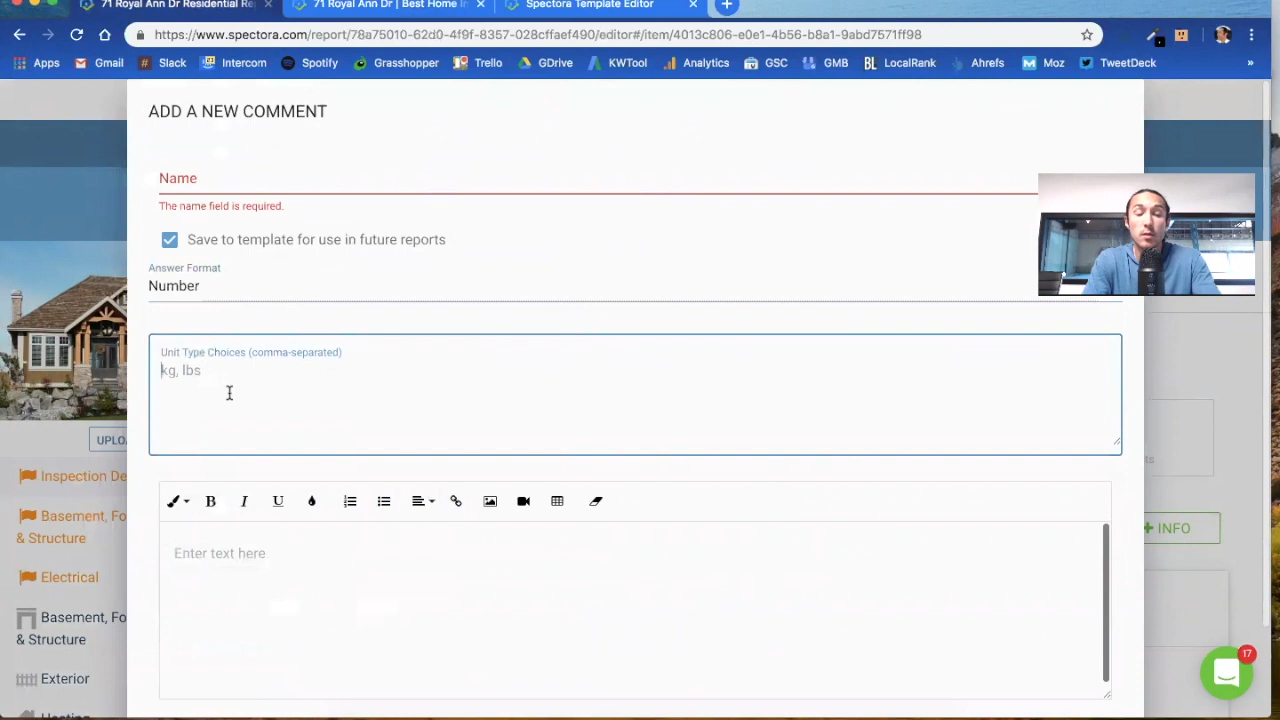 71 Royal Ann Dr Residential Re
71 Royal Ann Dr | Best Home In
Spectora Template Editor
https://www.spectora.com/report/78a75010-62d0-4f9f-8357-028cffaef490/editor#/item/4013c806-e0e1-4b56-b8a1-9abd7571ff98
Apps Gmail Slack Intercom Spotify Grasshopper Trello GDrive KWTool Analytics GSC GMB BL LocalRank Ahrefs Moz TweetDeck »
ADD A NEW COMMENT
Name
The name field is required.
Save to template for use in future reports
Answer Format
Number
Unit Type Choices (comma-separated)
kg, lbs
B I U
Enter text here
UPLO
Inspection De
Basement, Fo
& Structure
Electrical
Basement, Fo
& Structure
Exterior
Heating
+ INFO
17